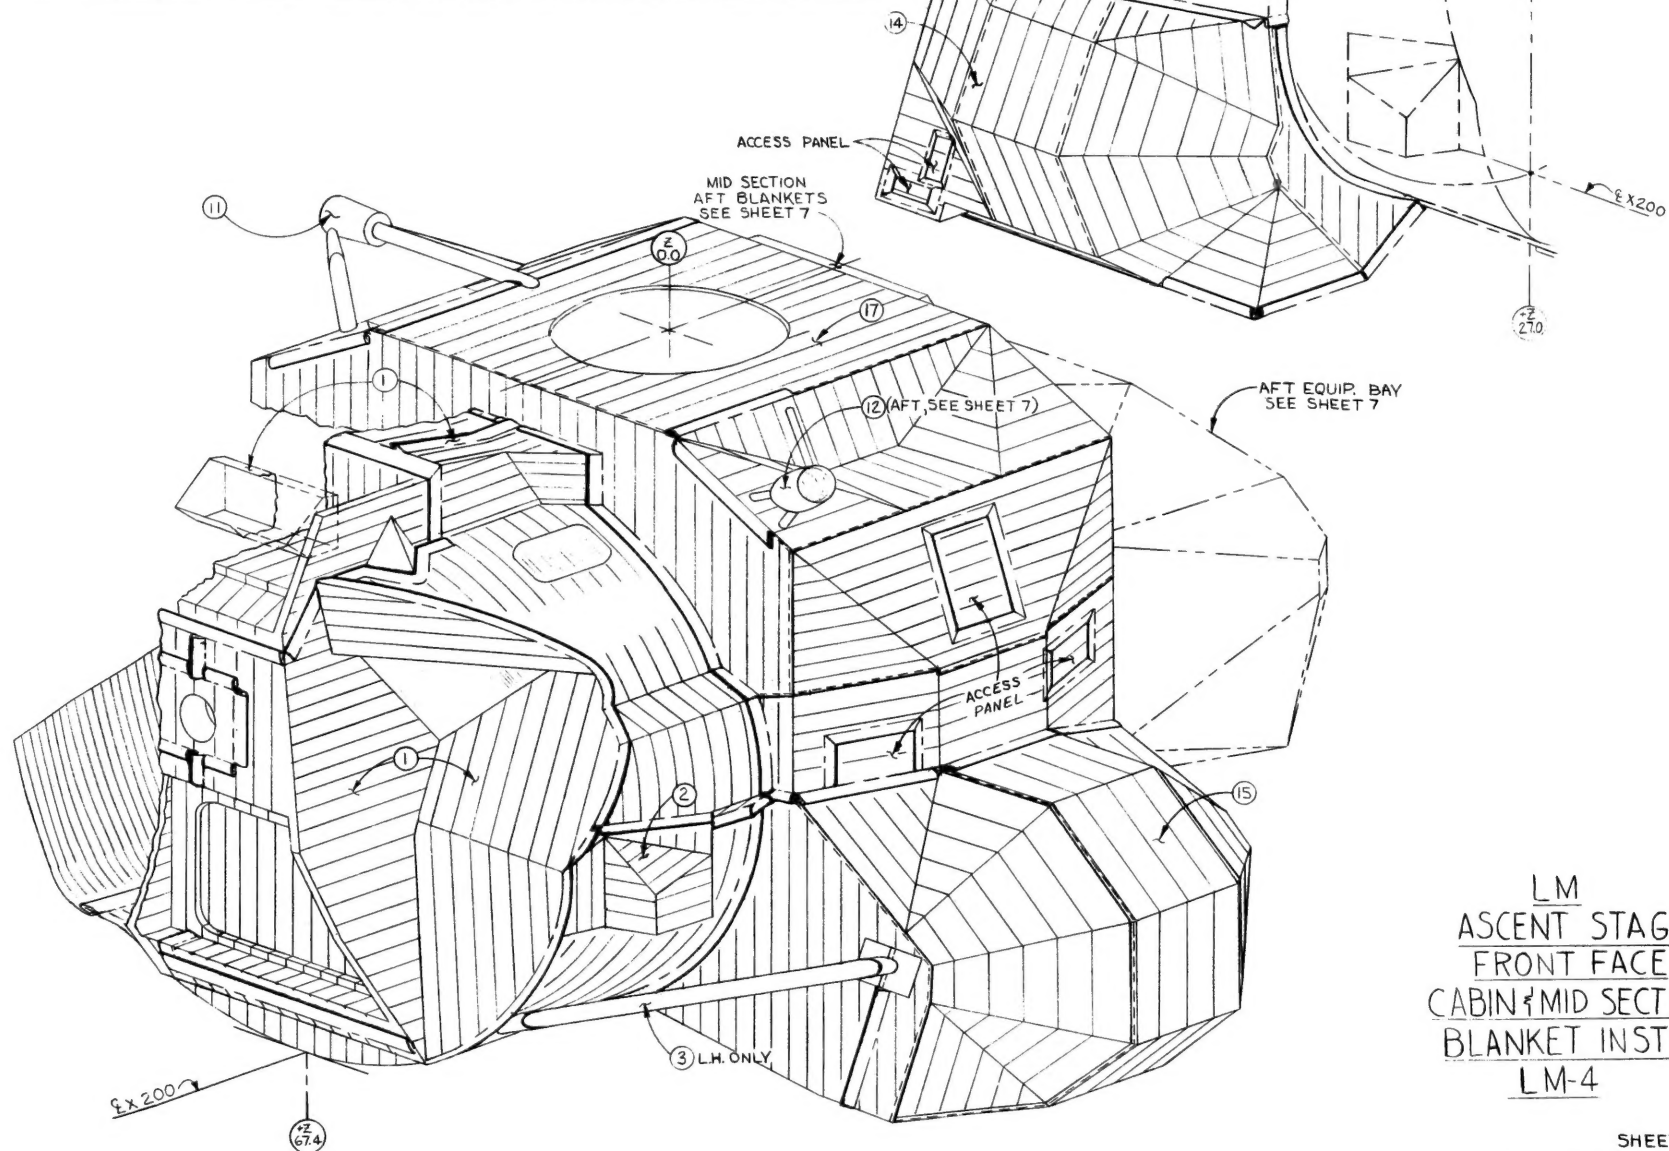 14
ACCESS PANEL
MID SECTION
AFT BLANKETS
SEE SHEET 7
℄ X200
11
Z
0.0
+Z
27.0
17
1
12 (AFT, SEE SHEET 7)
AFT EQUIP. BAY
SEE SHEET 7
ACCESS
PANEL
1
2
15
3 L.H. ONLY
℄ X 200
+Z
67.4
LM
ASCENT STAG
FRONT FACE
CABIN & MID SECT
BLANKET INST
LM-4
SHEE